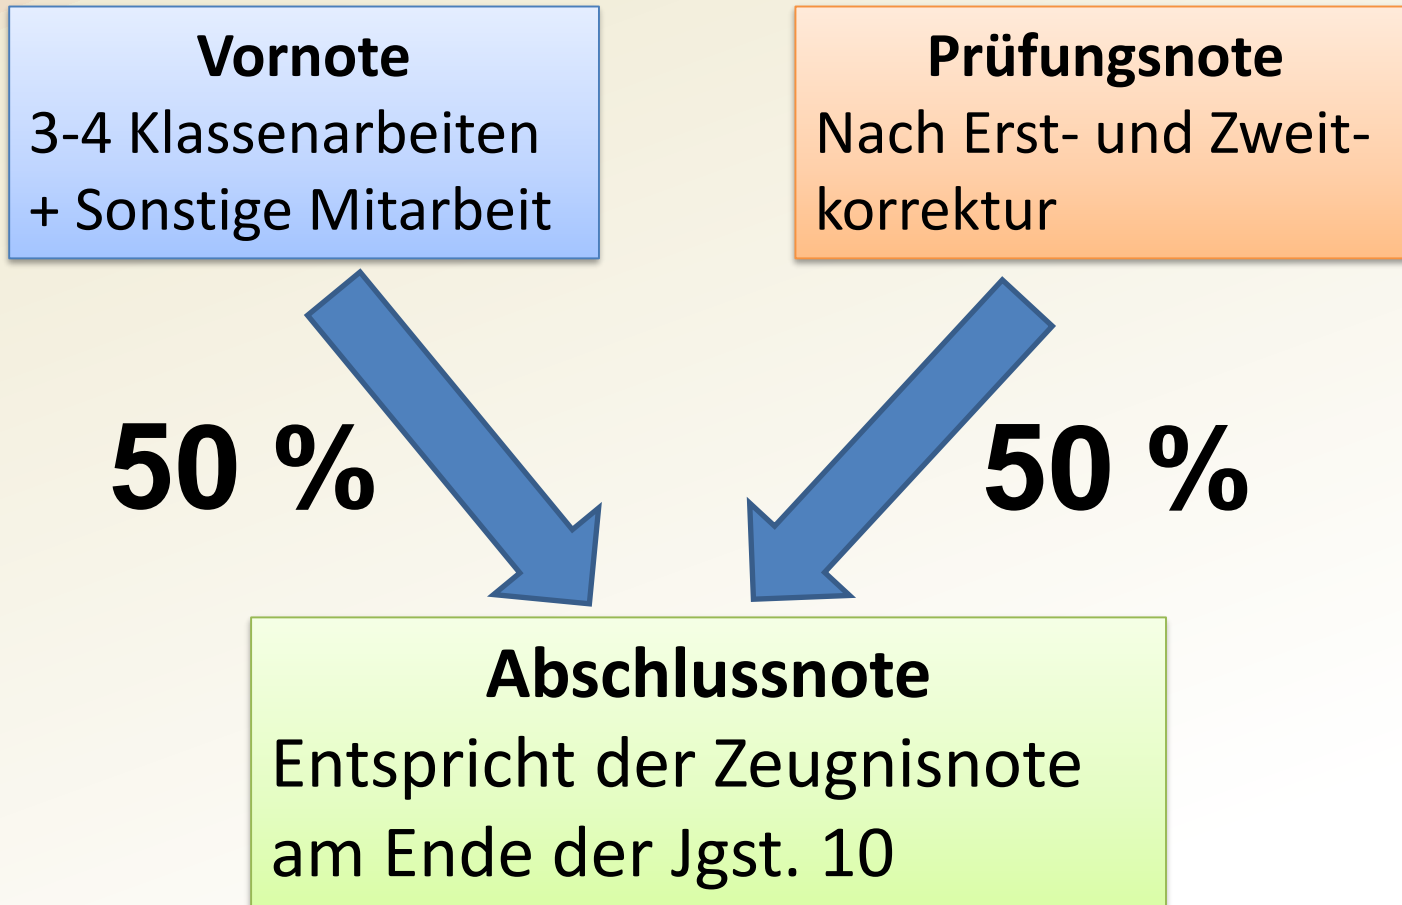 Vornote
3-4 Klassenarbeiten
+ Sonstige Mitarbeit
Prüfungsnote
Nach Erst- und Zweit-
korrektur
50 %
50 %
Abschlussnote
Entspricht der Zeugnisnote
am Ende der Jgst. 10